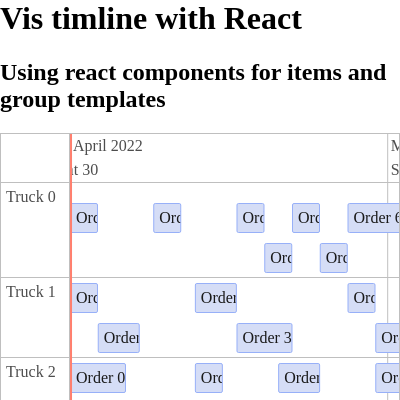 Vis timline with React
Using react components for items and
group templates
April 2022
M
t 30
S
Truck 0
Ord Ord Ord Ord Order 6
Ord Ord
Truck 1
Ord Order Ord
Order Order 3 Or
Truck 2
Order 0 Ord Order Or